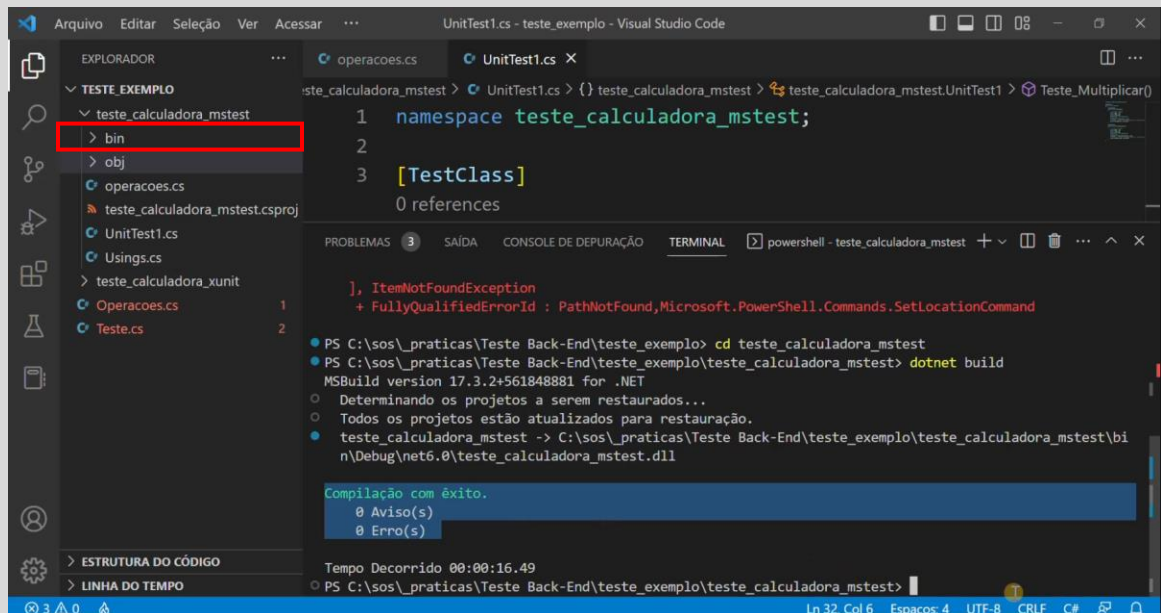 Arquivo Editar Seleção Ver Acessar ··· UnitTest1.cs - teste_exemplo - Visual Studio Code
EXPLORADOR ···
TESTE_EXEMPLO
teste_calculadora_mstest
bin
obj
operacoes.cs
teste_calculadora_mstest.csproj
UnitTest1.cs
Usings.cs
teste_calculadora_xunit
Operacoes.cs 1
Teste.cs 2
ESTRUTURA DO CÓDIGO
LINHA DO TEMPO
operacoes.cs UnitTest1.cs
ste_calculadora_mstest > UnitTest1.cs > {} teste_calculadora_mstest > teste_calculadora_mstest.UnitTest1 > Teste_Multiplicar()
1 namespace teste_calculadora_mstest;
2
3 [TestClass]
0 references
PROBLEMAS 3 SAÍDA CONSOLE DE DEPURAÇÃO TERMINAL powershell - teste_calculadora_mstest
], ItemNotFoundException
+ FullyQualifiedErrorId : PathNotFound,Microsoft.PowerShell.Commands.SetLocationCommand
PS C:\sos\_praticas\Teste Back-End\teste_exemplo> cd teste_calculadora_mstest
PS C:\sos\_praticas\Teste Back-End\teste_exemplo\teste_calculadora_mstest> dotnet build
MSBuild version 17.3.2+561848881 for .NET
Determinando os projetos a serem restaurados...
Todos os projetos estão atualizados para restauração.
teste_calculadora_mstest -> C:\sos\_praticas\Teste Back-End\teste_exemplo\teste_calculadora_mstest\bi
n\Debug\net6.0\teste_calculadora_mstest.dll
Compilação com êxito.
0 Aviso(s)
0 Erro(s)
Tempo Decorrido 00:00:16.49
PS C:\sos\_praticas\Teste Back-End\teste_exemplo\teste_calculadora_mstest>
3 0 Ln 32, Col 6 Espaços: 4 UTF-8 CRLF C#